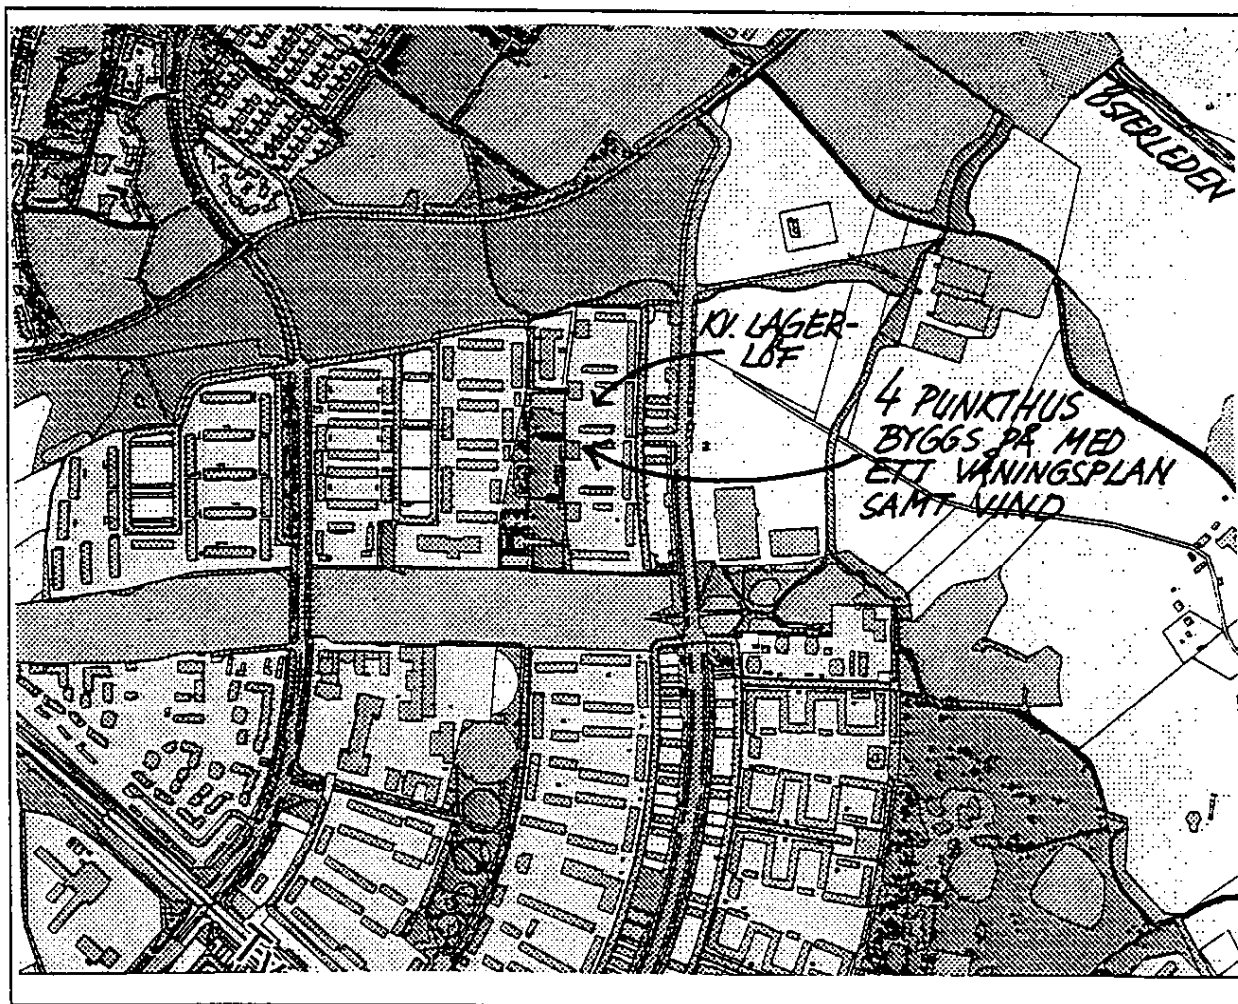 ÖSTERLEDEN
KV. LAGER-
LÖF
4 PUNKTHUS
BYGGS PÅ MED
ETT VÅNINGSPLAN
SAMT VIND